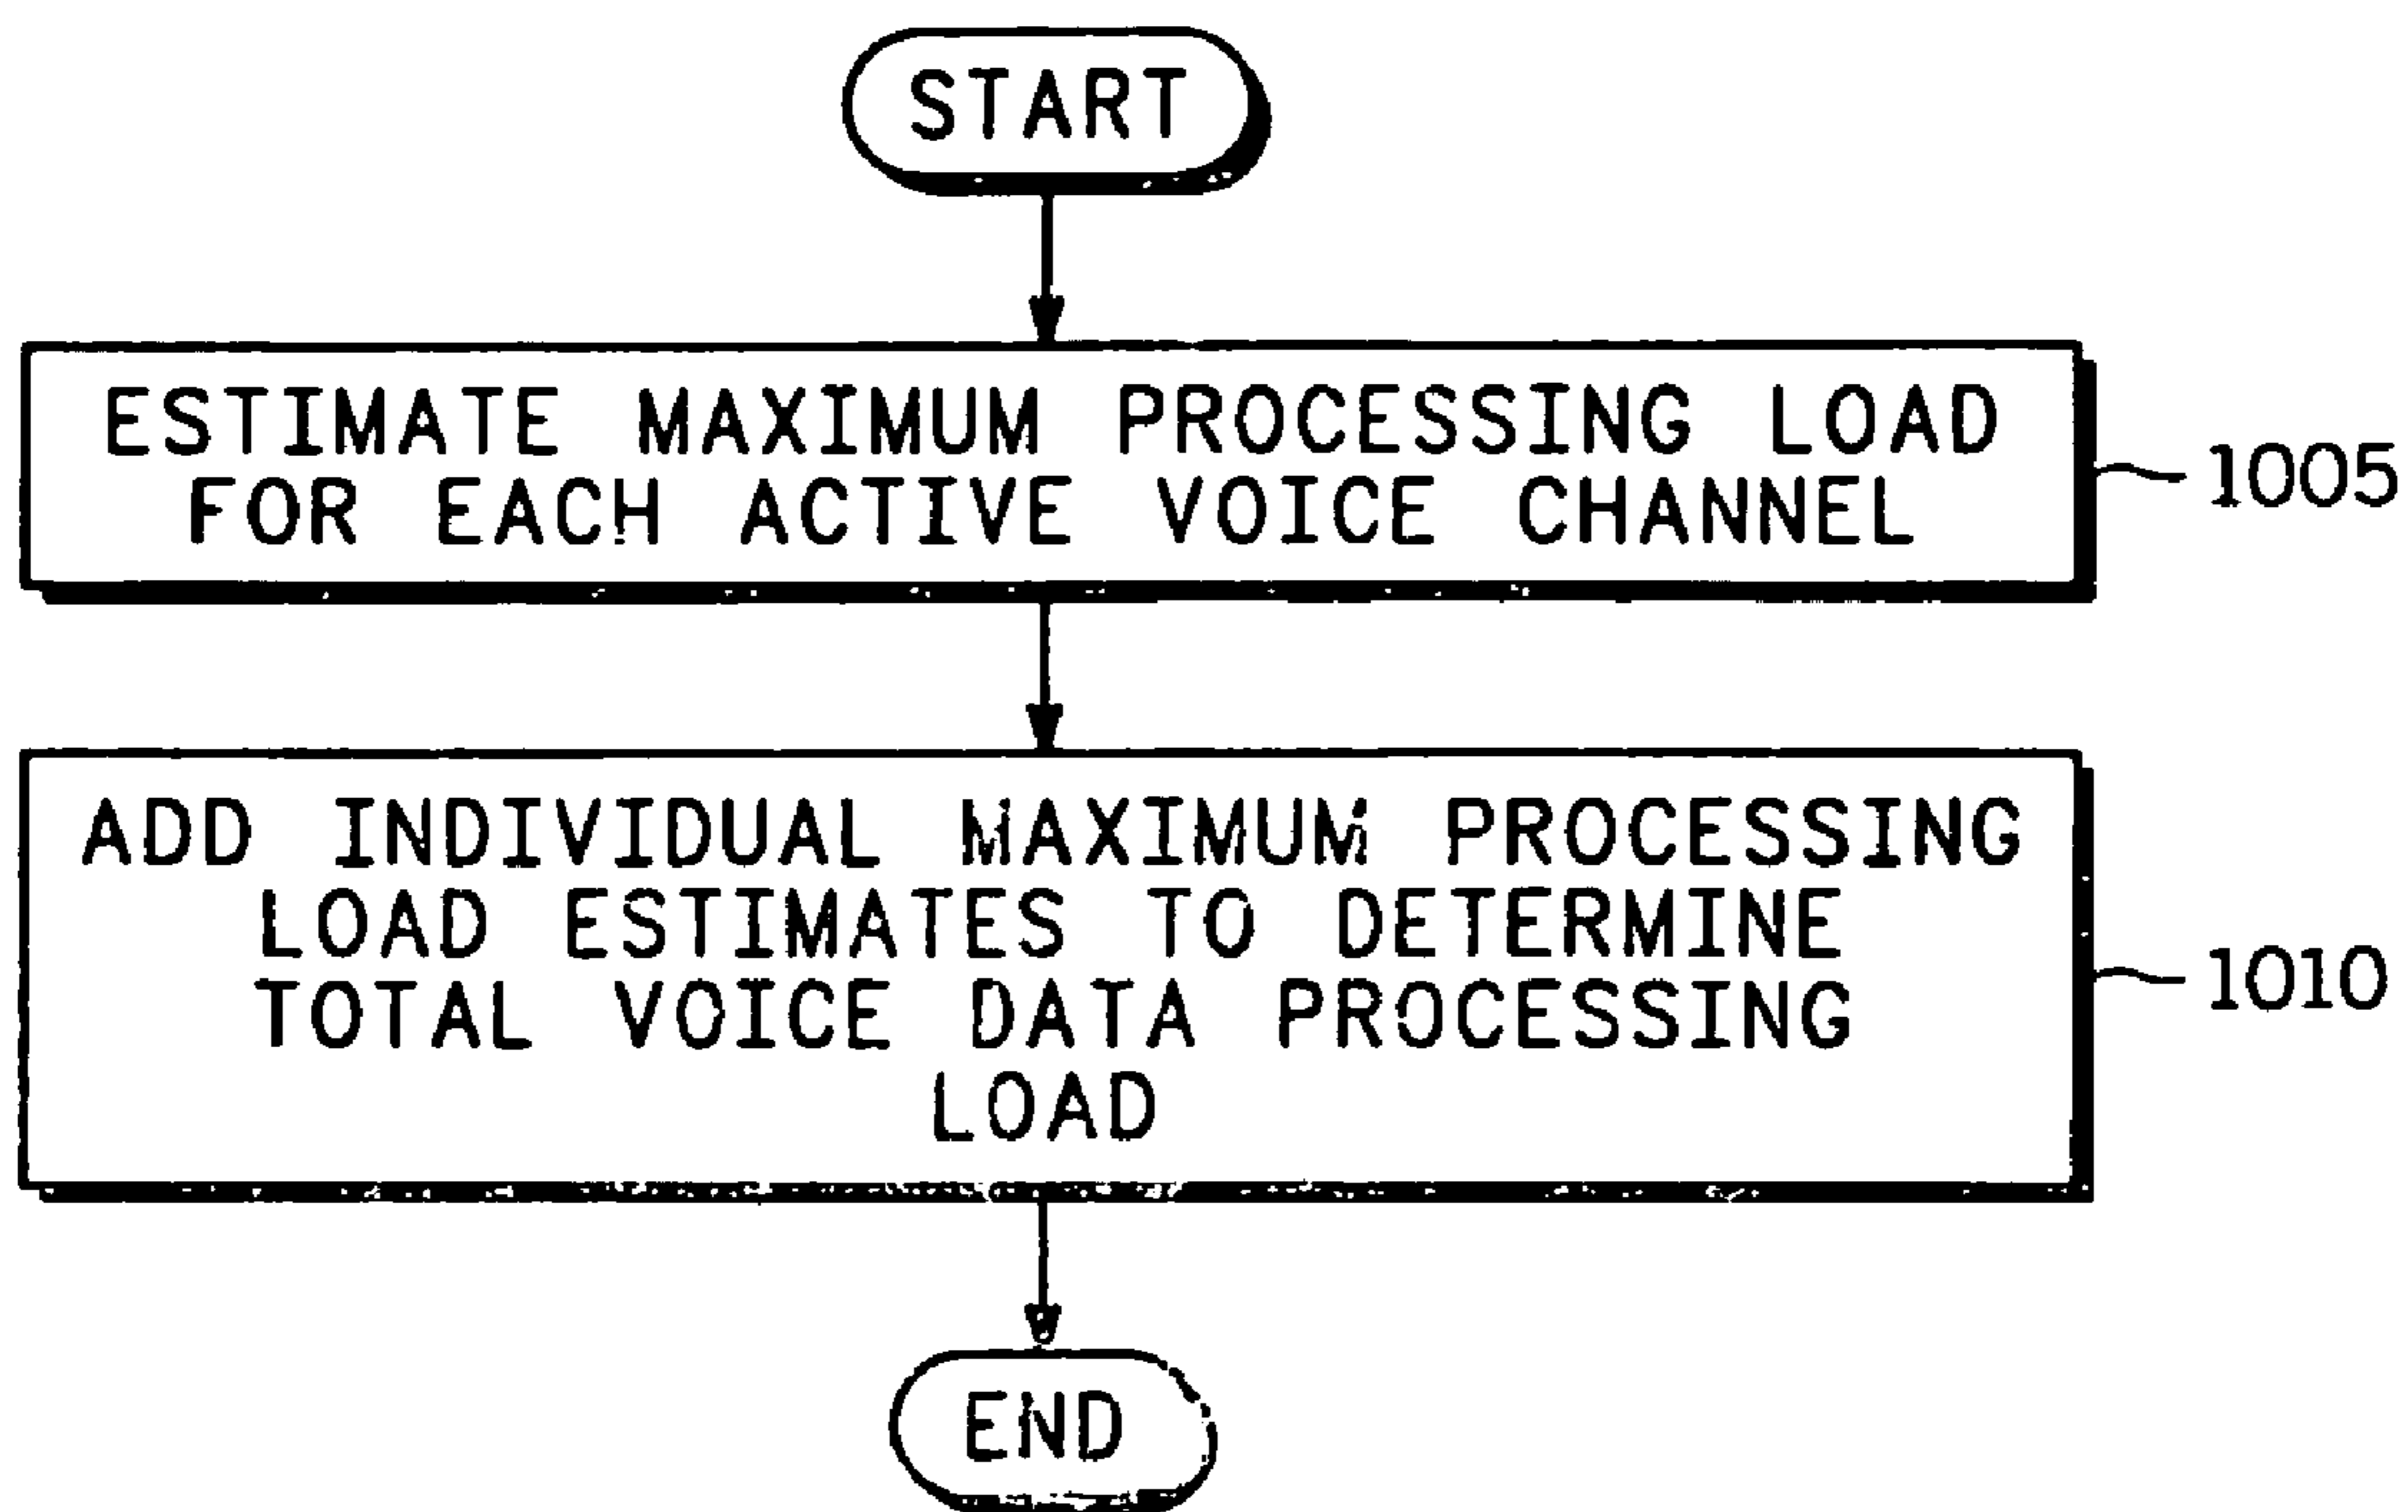 START
ESTIMATE MAXIMUM PROCESSING LOAD
FOR EACH ACTIVE VOICE CHANNEL
1005
ADD INDIVIDUAL MAXIMUM PROCESSING
LOAD ESTIMATES TO DETERMINE
TOTAL VOICE DATA PROCESSING
LOAD
1010
END